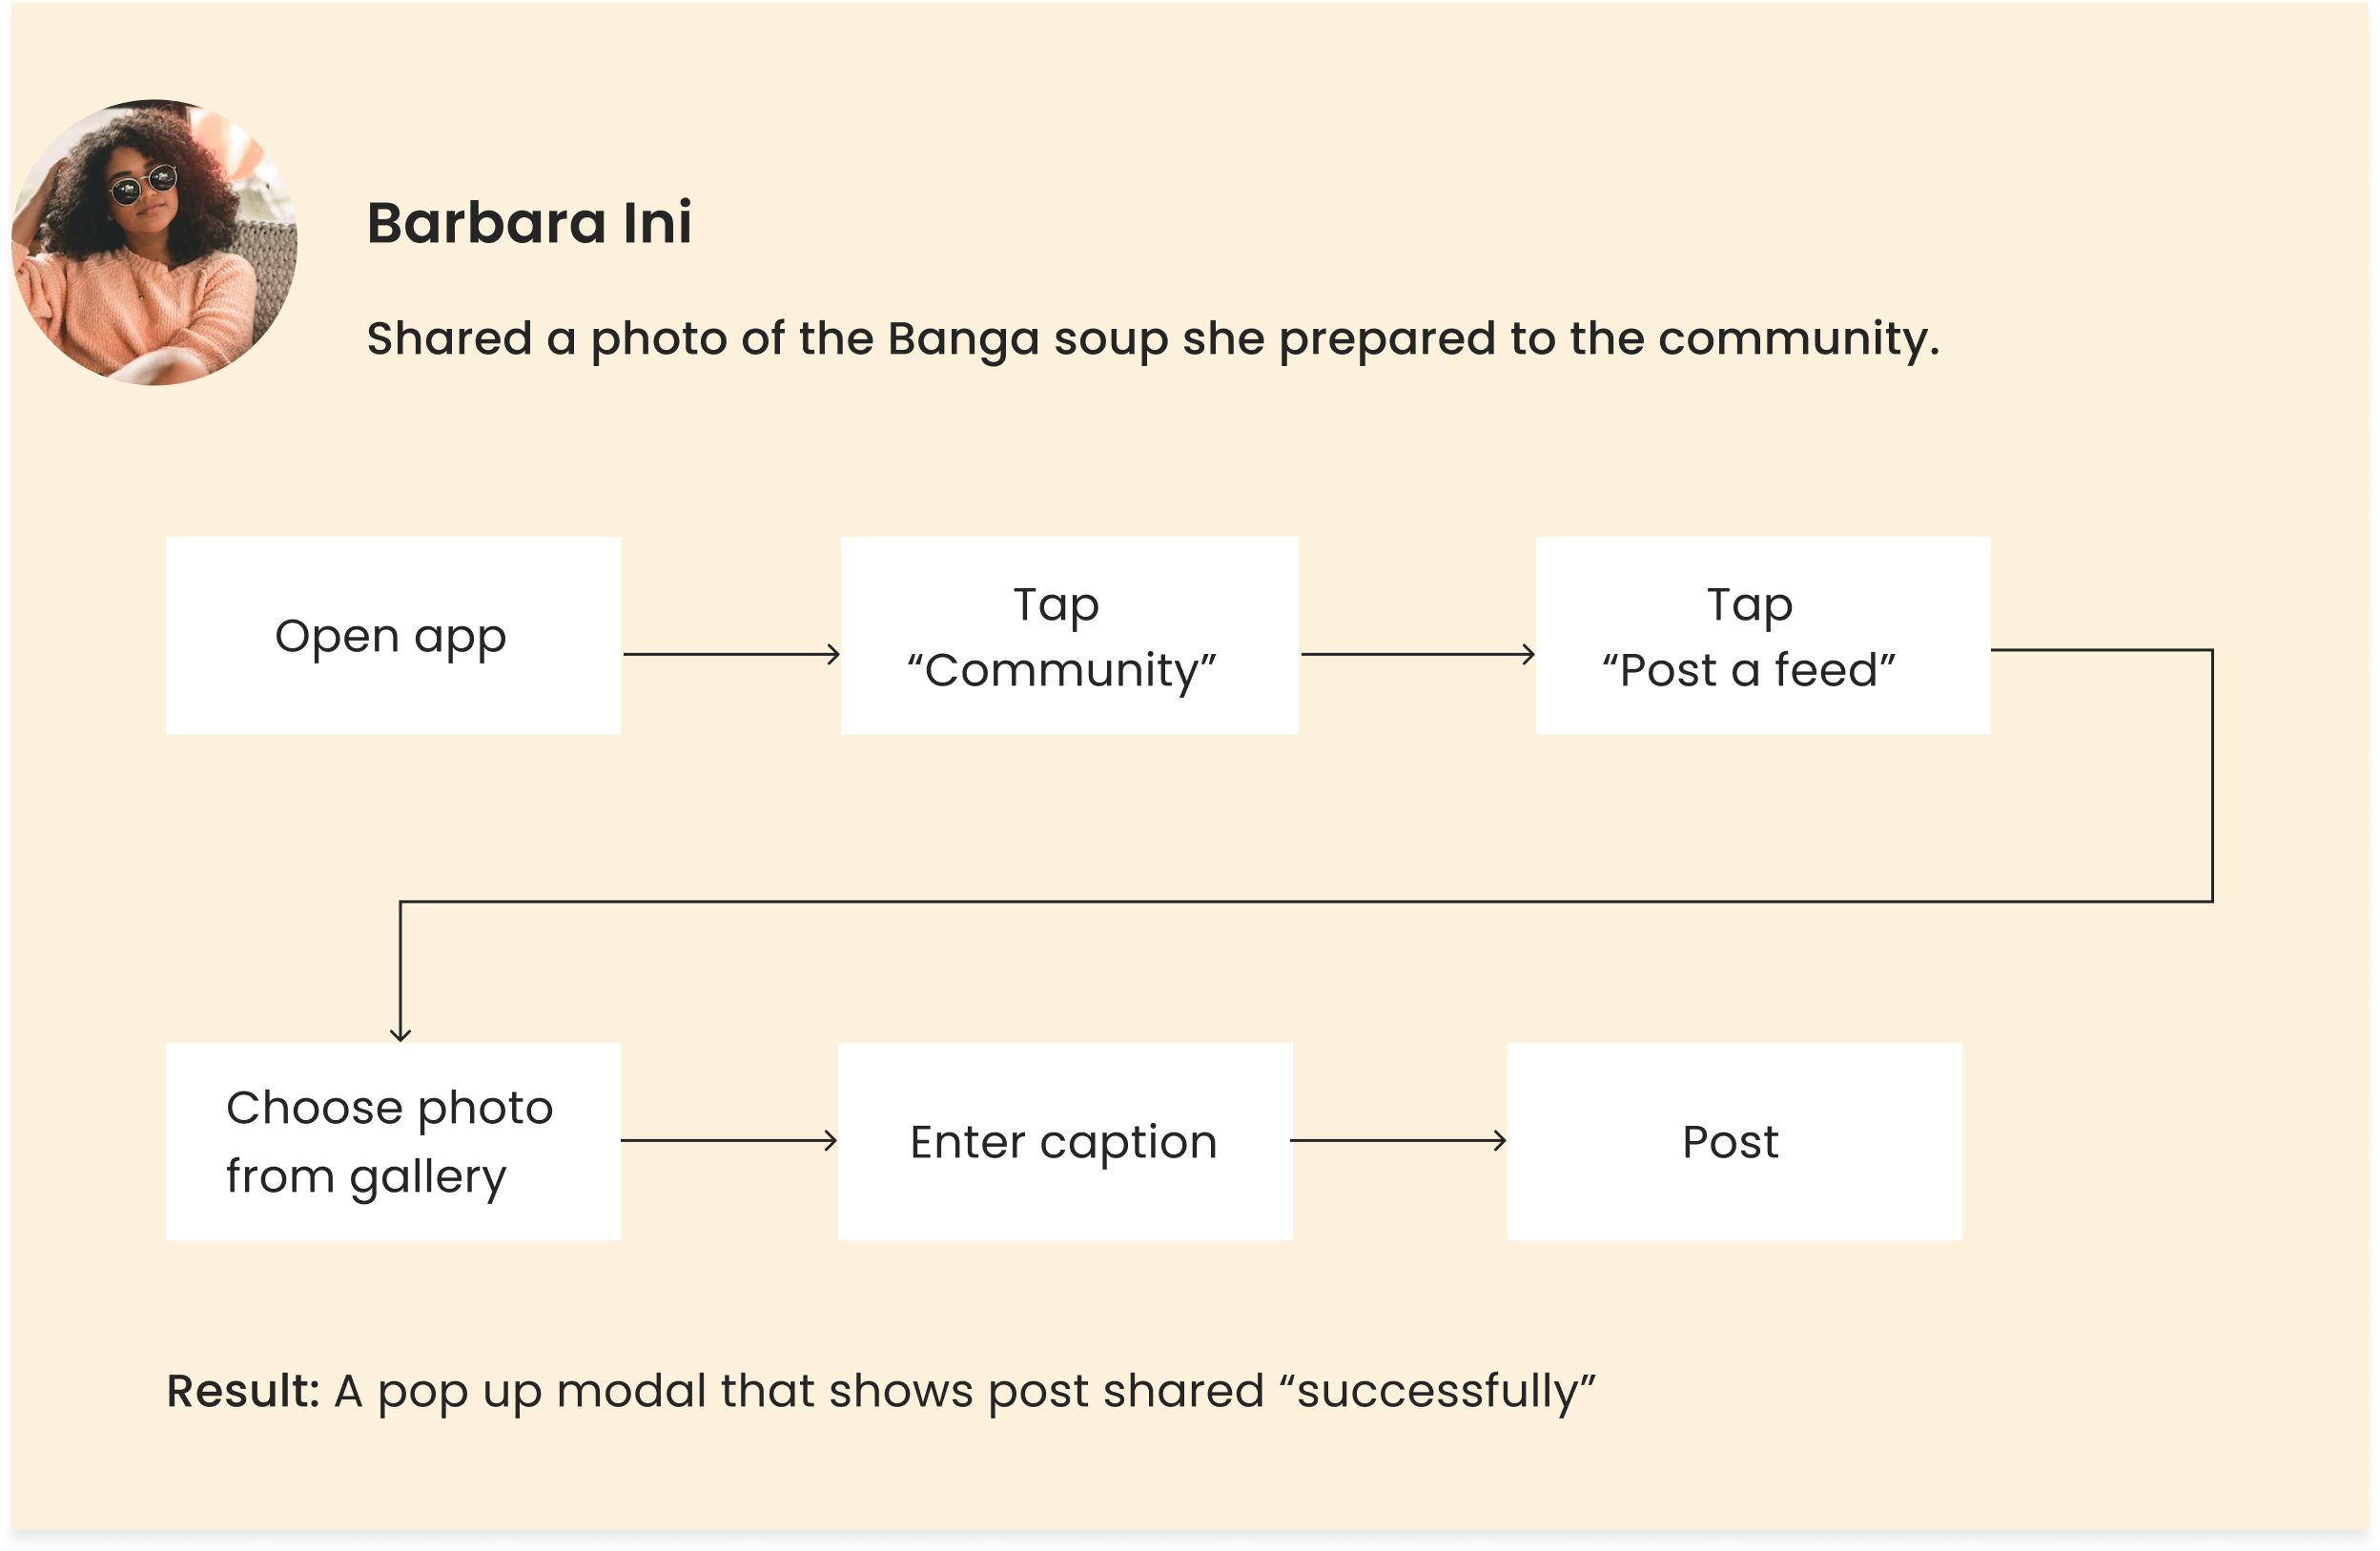 Barbara Ini
Shared a photo of the Banga soup she prepared to the community.
Open app
Tap
“Community”
Tap
“Post a feed”
Choose photo
from gallery
Enter caption
Post
Result: A pop up modal that shows post shared “successfully”